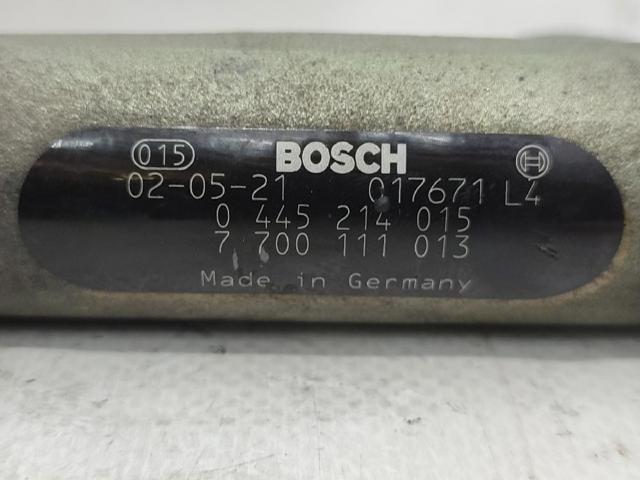 015 BOSCH
02-05-21 017671 L4
0 445 214 015
7 700 111 013
Made in Germany